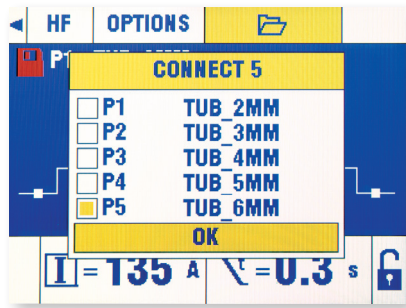 HF OPTIONS
P1
CONNECT 5
P1 TUB_2MM
P2 TUB_3MM
P3 TUB_4MM
P4 TUB_5MM
P5 TUB_6MM
OK
I = 135 A t = 0.3 s